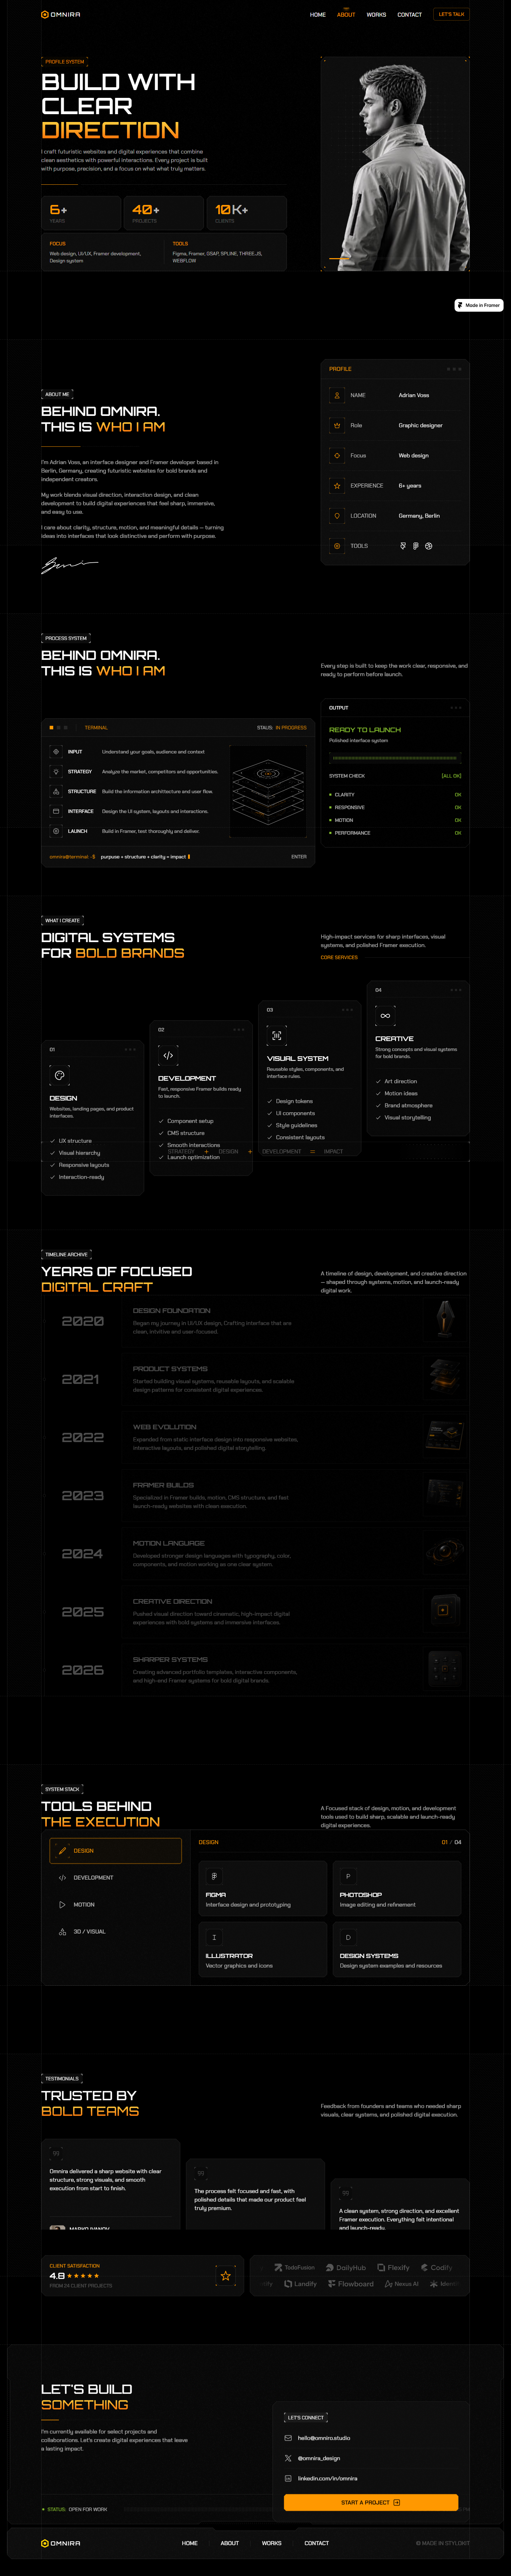 OMNIRA
HOME ABOUT WORKS CONTACT LET'S TALK
PROFILE SYSTEM
BUILD WITH
CLEAR
DIRECTION
I craft futuristic websites and digital experiences that combine
clean aesthetics with powerful interactions. Every project is built
with purpose, precision, and a focus on what truly matters.
6+ 40+ 10K+
YEARS PROJECTS CLIENTS
FOCUS TOOLS
Web design, UI/UX, Framer development, Figma, Framer, GSAP, SPLINE, THREE.JS,
Design system WEBFLOW
Made in Framer
ABOUT ME
BEHIND OMNIRA.
THIS IS WHO I AM
I'm Adrian Voss, an interface designer and Framer developer based in
Berlin, Germany, creating futuristic websites for bold brands and
independent creators.
My work blends visual direction, interaction design, and clean
development to build digital experiences that feel sharp, immersive,
and easy to use.
I care about clarity, structure, motion, and meaningful details — turning
ideas into interfaces that look distinctive and perform with purpose.
PROFILE
NAME Adrian Voss
Role Graphic designer
Focus Web design
EXPERIENCE 6+ years
LOCATION Germany, Berlin
TOOLS
PROCESS SYSTEM
BEHIND OMNIRA.
THIS IS WHO I AM
Every step is built to keep the work clear, responsive, and
ready to perform before launch.
TERMINAL STAUS: IN PROGRESS
INPUT Understand your goals, audience and context
STRATEGY Analyze the market, competitors and opportunities.
STRUCTURE Build the information architecture and user flow.
INTERFACE Design the UI system, layouts and interactions.
LAUNCH Build in Framer, test thoroughly and deliver.
omnira@terminal:~$ purpuse + structure + clarity = impact ENTER
OUTPUT
READY TO LAUNCH
Polished interface system
SYSTEM CHECK [ALL OK]
CLARITY OK
RESPONSIVE OK
MOTION OK
PERFORMANCE OK
WHAT I CREATE
DIGITAL SYSTEMS
FOR BOLD BRANDS
High-impact services for sharp interfaces, visual
systems, and polished Framer execution.
CORE SERVICES
01
DESIGN
Websites, landing pages, and product
interfaces.
UX structure
Visual hierarchy
Responsive layouts
Interaction-ready
02
DEVELOPMENT
Fast, responsive Framer builds ready
to launch.
Component setup
CMS structure
Smooth interactions
Launch optimization
03
VISUAL SYSTEM
Reusable styles, components, and
interface rules.
Design tokens
UI components
Style guidelines
Consistent layouts
04
CREATIVE
Strong concepts and visual systems
for bold brands.
Art direction
Motion ideas
Brand atmosphere
Visual storytelling
STRATEGY + DESIGN + DEVELOPMENT = IMPACT
TIMELINE ARCHIVE
YEARS OF FOCUSED
DIGITAL CRAFT
A timeline of design, development, and creative direction
— shaped through systems, motion, and launch-ready
digital work.
2020
DESIGN FOUNDATION
Began my journey in UI/UX design, Crafting interface that are
clean, intuitive and user-focused.
2021
PRODUCT SYSTEMS
Started building visual systems, reusable layouts, and scalable
design patterns for consistent digital experiences.
2022
WEB EVOLUTION
Expanded from static interface design into responsive websites,
interactive layouts, and polished digital storytelling.
2023
FRAMER BUILDS
Specialized in Framer builds, motion, CMS structure, and fast
launch-ready websites with clean execution.
2024
MOTION LANGUAGE
Developed stronger design languages with typography, color,
components, and motion working as one clear system.
2025
CREATIVE DIRECTION
Pushed visual direction toward cinematic, high-impact digital
experiences with bold systems and immersive interfaces.
2026
SHARPER SYSTEMS
Creating advanced portfolio templates, interactive components,
and high-end Framer systems for bold digital brands.
SYSTEM STACK
TOOLS BEHIND
THE EXECUTION
A Focused stack of design, motion, and development
tools used to build sharp, scalable and launch-ready
digital experiences.
DESIGN
DEVELOPMENT
MOTION
3D / VISUAL
DESIGN 01 / 04
FIGMA
Interface design and prototyping
P
PHOTOSHOP
Image editing and refinement
I
ILLUSTRATOR
Vector graphics and icons
D
DESIGN SYSTEMS
Design system examples and resources
TESTIMONIALS
TRUSTED BY
BOLD TEAMS
Feedback from founders and teams who needed sharp
visuals, clear systems, and polished digital execution.
Omnira delivered a sharp website with clear
structure, strong visuals, and smooth
execution from start to finish.
MARKO IVANOV
The process felt focused and fast, with
polished details that made our product feel
truly premium.
A clean system, strong direction, and excellent
Framer execution. Everything felt intentional
and launch-ready.
CLIENT SATISFACTION
4.8 ★★★★★
FROM 24 CLIENT PROJECTS
TodoFusion DailyHub Flexify Codify
Landify Flowboard Nexus AI
LET'S BUILD
SOMETHING
I'm currently available for select projects and
collaborations. Let's create digital experiences that leave
a lasting impact.
LET'S CONNECT
hello@omnira.studio
@omnira_design
linkedin.com/in/omnira
START A PROJECT
STATUS: OPEN FOR WORK
OMNIRA
HOME ABOUT WORKS CONTACT
© MADE IN STYLOKIT